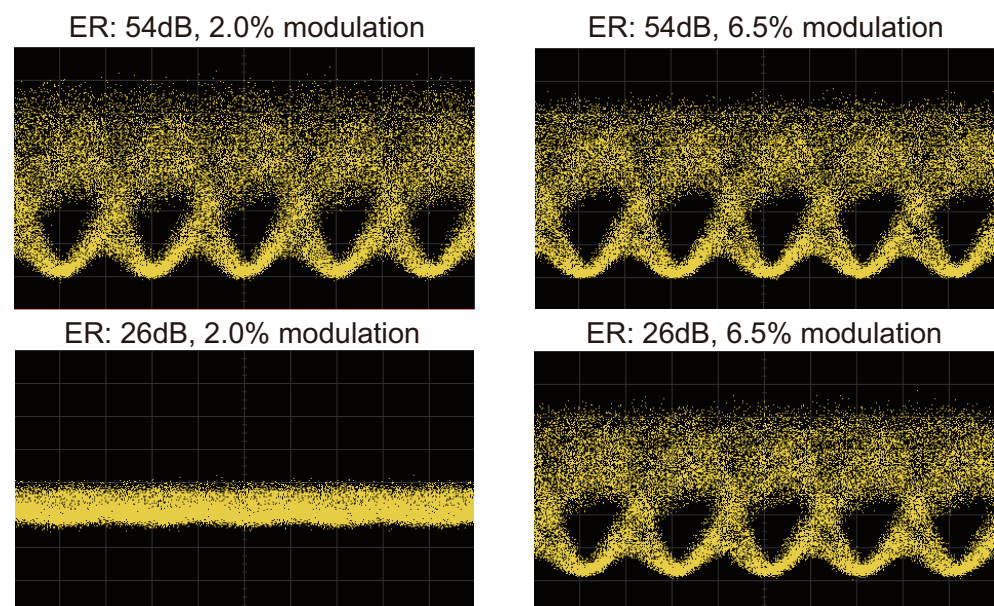 ER: 54dB, 2.0% modulation
ER: 54dB, 6.5% modulation
ER: 26dB, 2.0% modulation
ER: 26dB, 6.5% modulation